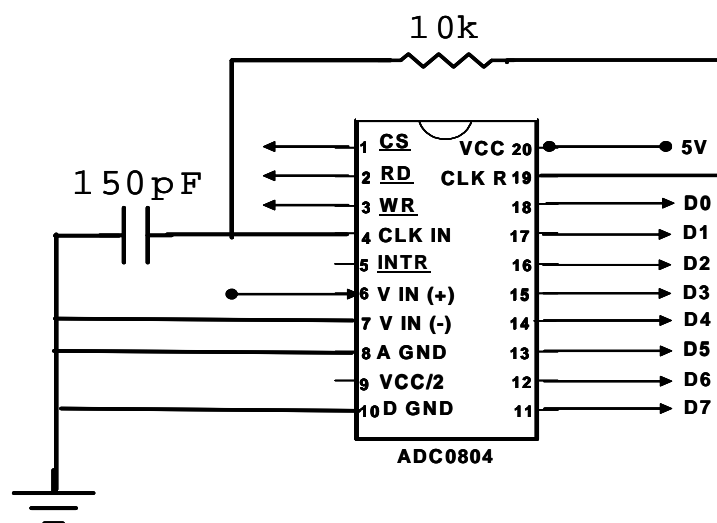 10k
150pF
1 CS VCC 20 5V
2 RD CLK R 19
3 WR 18 D0
4 CLK IN 17 D1
5 INTR 16 D2
6 V IN (+) 15 D3
7 V IN (-) 14 D4
8 A GND 13 D5
9 VCC/2 12 D6
10 D GND 11 D7
ADC0804